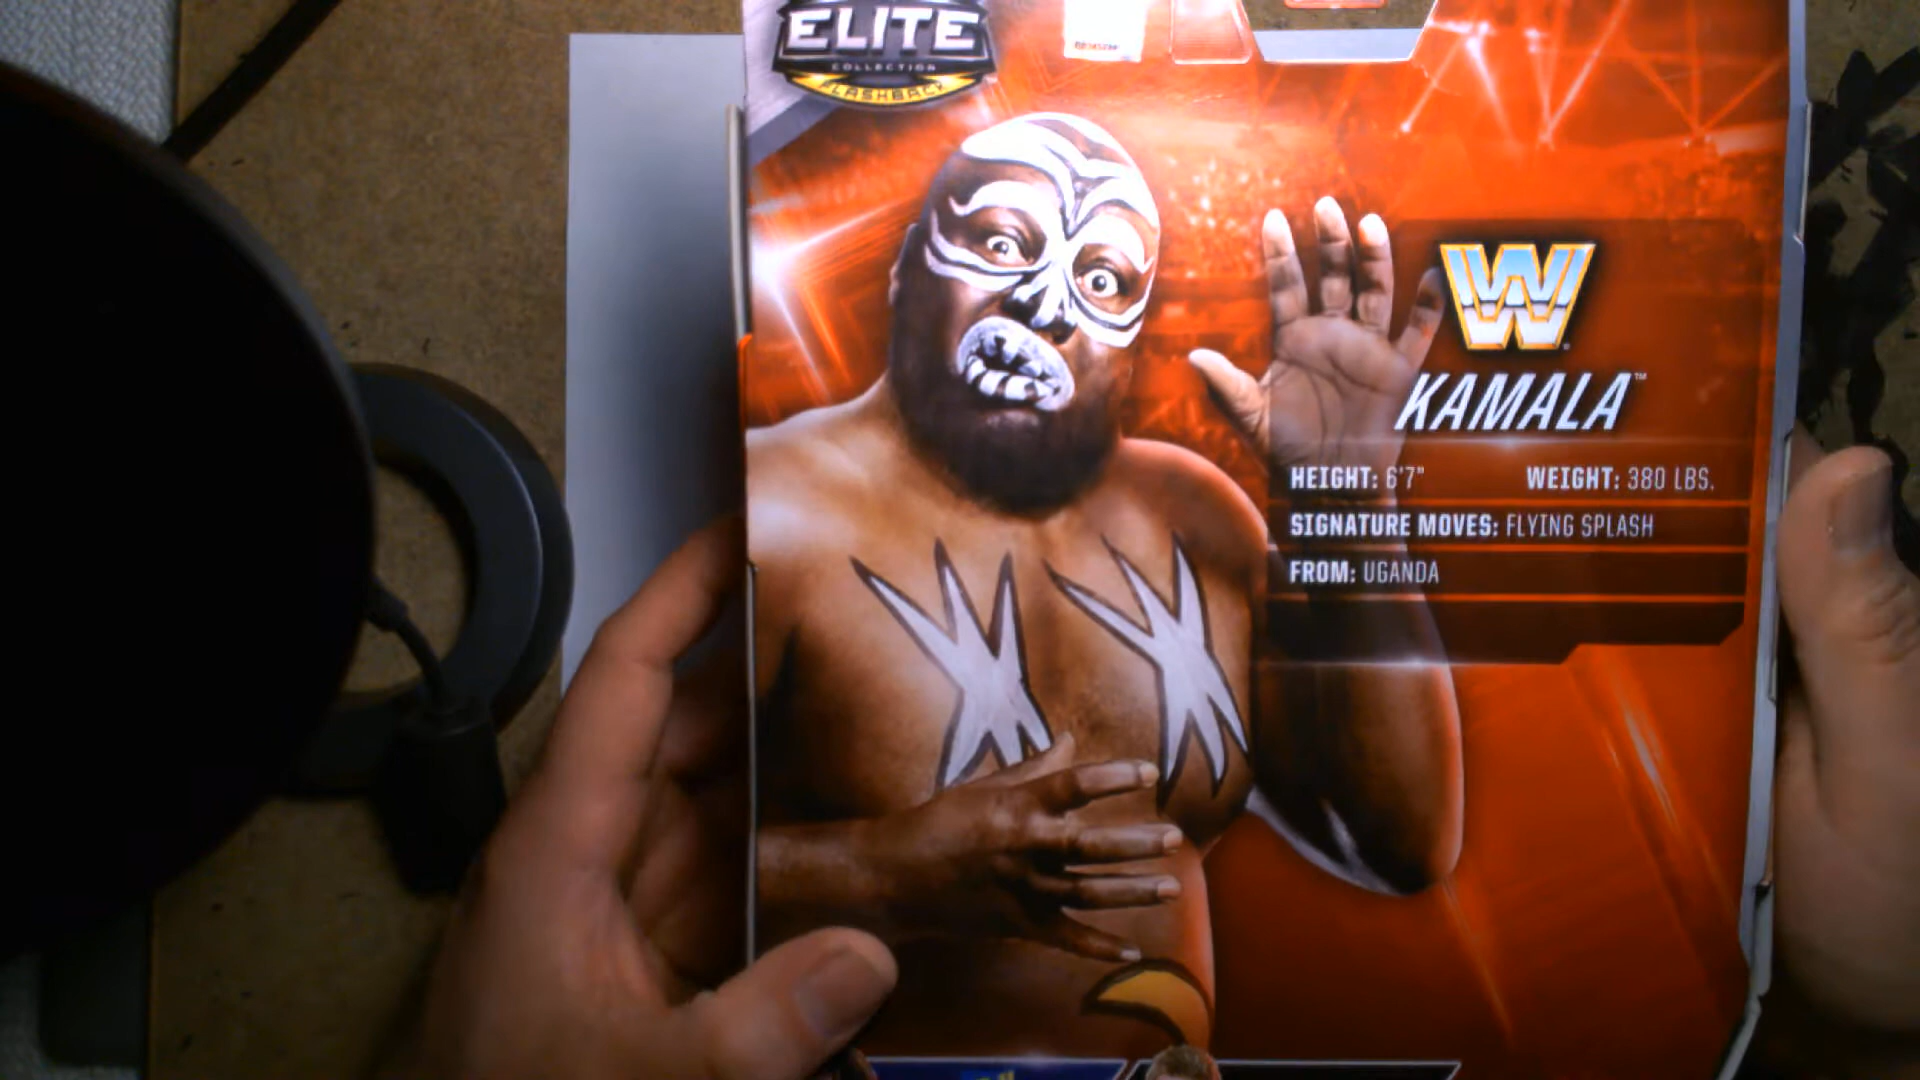 ELITE
COLLECTION
FLASHBACK
W
KAMALA™
HEIGHT: 6'7" WEIGHT: 380 LBS.
SIGNATURE MOVES: FLYING SPLASH
FROM: UGANDA